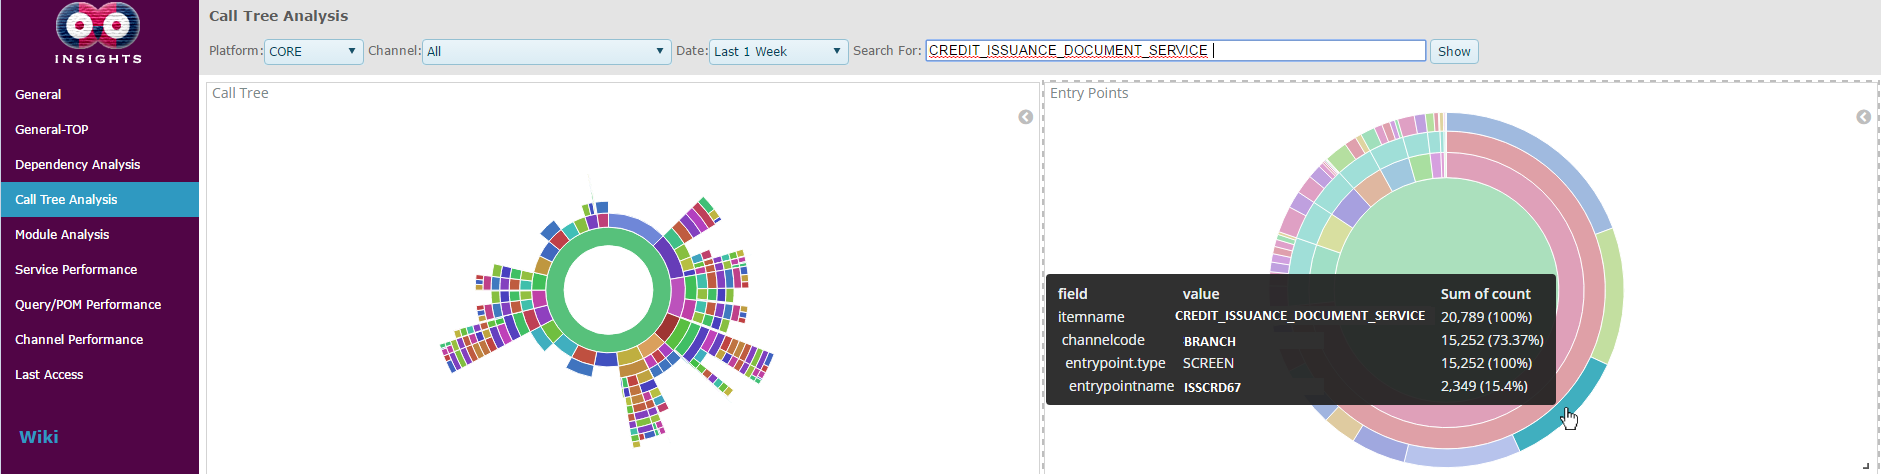 INSIGHTS
General
General-TOP
Dependency Analysis
Call Tree Analysis
Module Analysis
Service Performance
Query/POM Performance
Channel Performance
Last Access
Wiki
Call Tree Analysis
Platform: CORE Channel: All Date: Last 1 Week Search For: CREDIT_ISSUANCE_DOCUMENT_SERVICE Show
Call Tree
Entry Points
field value Sum of count
itemname CREDIT_ISSUANCE_DOCUMENT_SERVICE 20,789 (100%)
channelcode BRANCH 15,252 (73.37%)
entrypoint.type SCREEN 15,252 (100%)
entrypointname ISSCRD67 2,349 (15.4%)